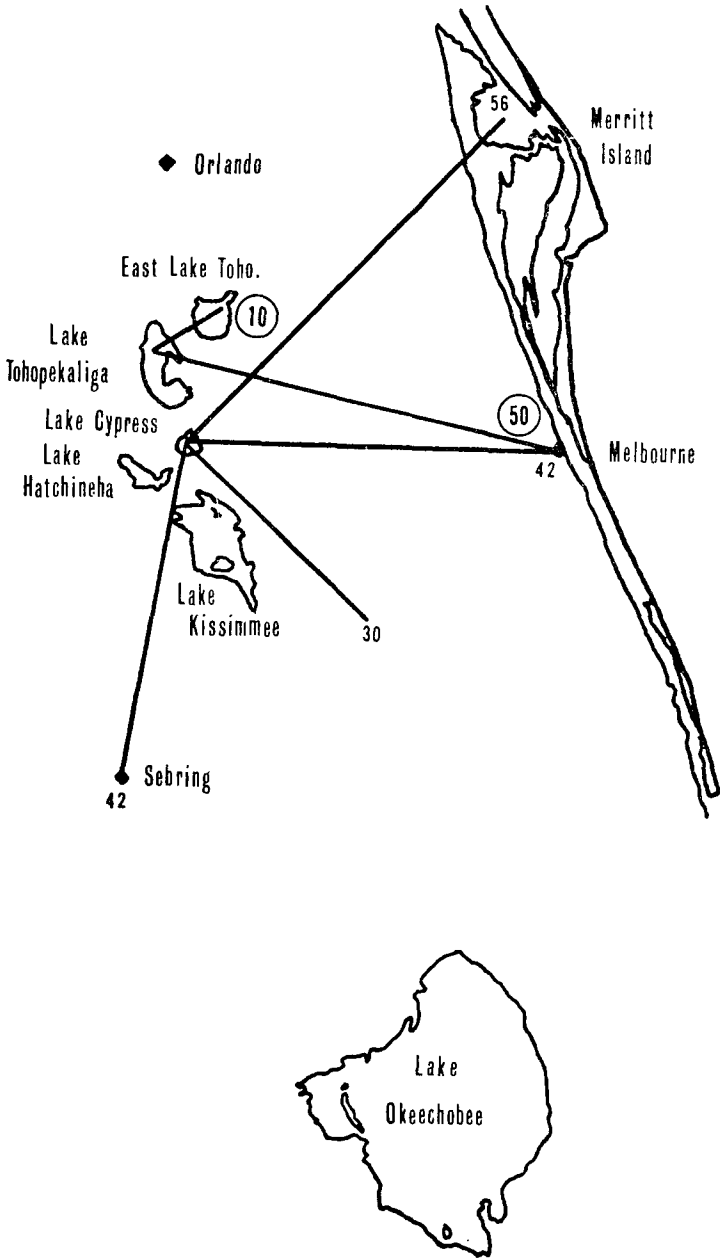 56
Merritt
Island
Orlando
East Lake Toho.
10
Lake
Tohopekaliga
50
Lake Cypress
Lake
Hatchineha
Melbourne
42
Lake
Kissimmee
30
Sebring
42
Lake
Okeechobee